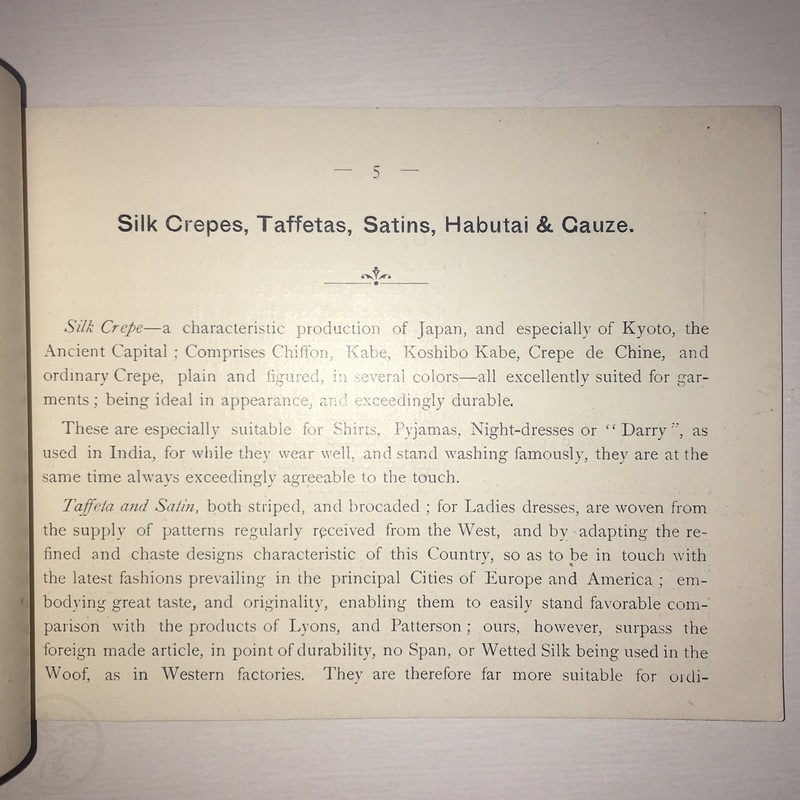 — 5 —
Silk Crepes, Taffetas, Satins, Habutai & Gauze.
Silk Crepe—a characteristic production of Japan, and especially of Kyoto, the
Ancient Capital ; Comprises Chiffon, Kabe, Koshibo Kabe, Crepe de Chine, and
ordinary Crepe, plain and figured, in several colors—all excellently suited for gar-
ments ; being ideal in appearance, and exceedingly durable.
These are especially suitable for Shirts, Pyjamas, Night-dresses or “ Darry ”, as
used in India, for while they wear well, and stand washing famously, they are at the
same time always exceedingly agreeable to the touch.
Taffeta and Satin, both striped, and brocaded ; for Ladies dresses, are woven from
the supply of patterns regularly received from the West, and by adapting the re-
fined and chaste designs characteristic of this Country, so as to be in touch with
the latest fashions prevailing in the principal Cities of Europe and America ; em-
bodying great taste, and originality, enabling them to easily stand favorable com-
parison with the products of Lyons, and Patterson ; ours, however, surpass the
foreign made article, in point of durability, no Span, or Wetted Silk being used in the
Woof, as in Western factories. They are therefore far more suitable for ordi-